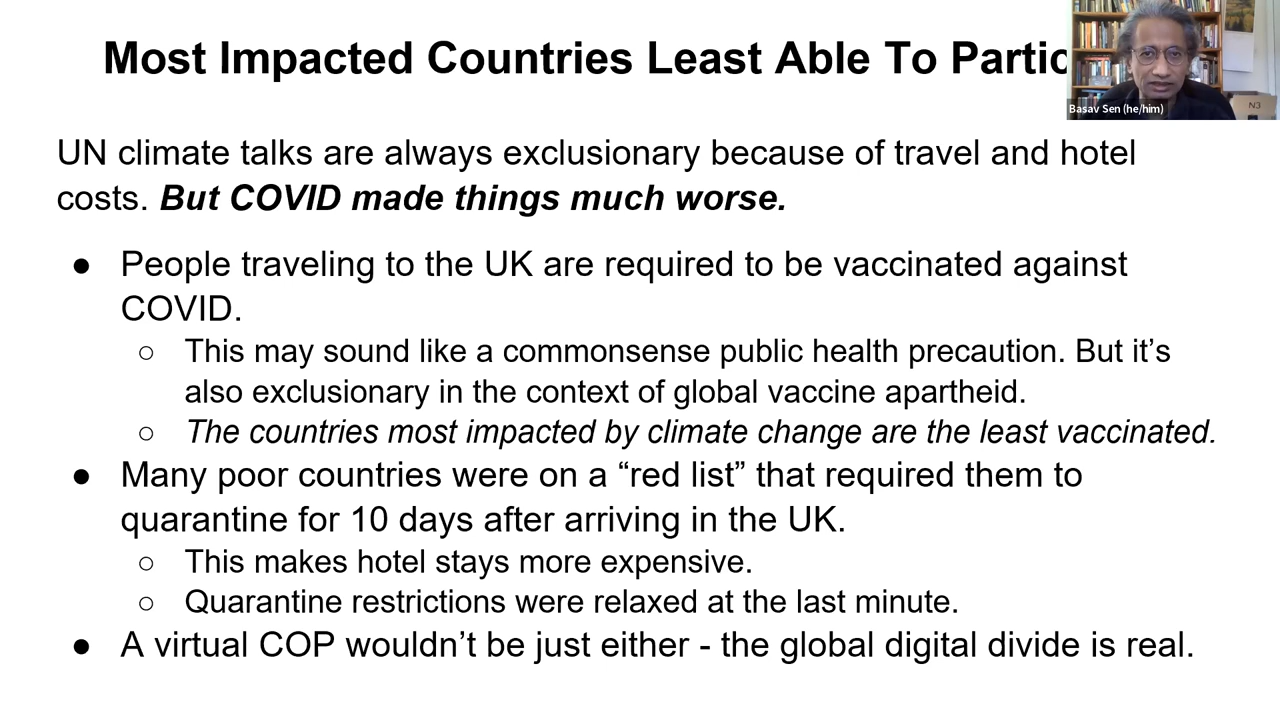 Most Impacted Countries Least Able To Partic
Basav Sen (he/him)
N3
UN climate talks are always exclusionary because of travel and hotel
costs. But COVID made things much worse.
● People traveling to the UK are required to be vaccinated against
COVID.
○ This may sound like a commonsense public health precaution. But it’s
also exclusionary in the context of global vaccine apartheid.
○ The countries most impacted by climate change are the least vaccinated.
● Many poor countries were on a “red list” that required them to
quarantine for 10 days after arriving in the UK.
○ This makes hotel stays more expensive.
○ Quarantine restrictions were relaxed at the last minute.
● A virtual COP wouldn’t be just either - the global digital divide is real.